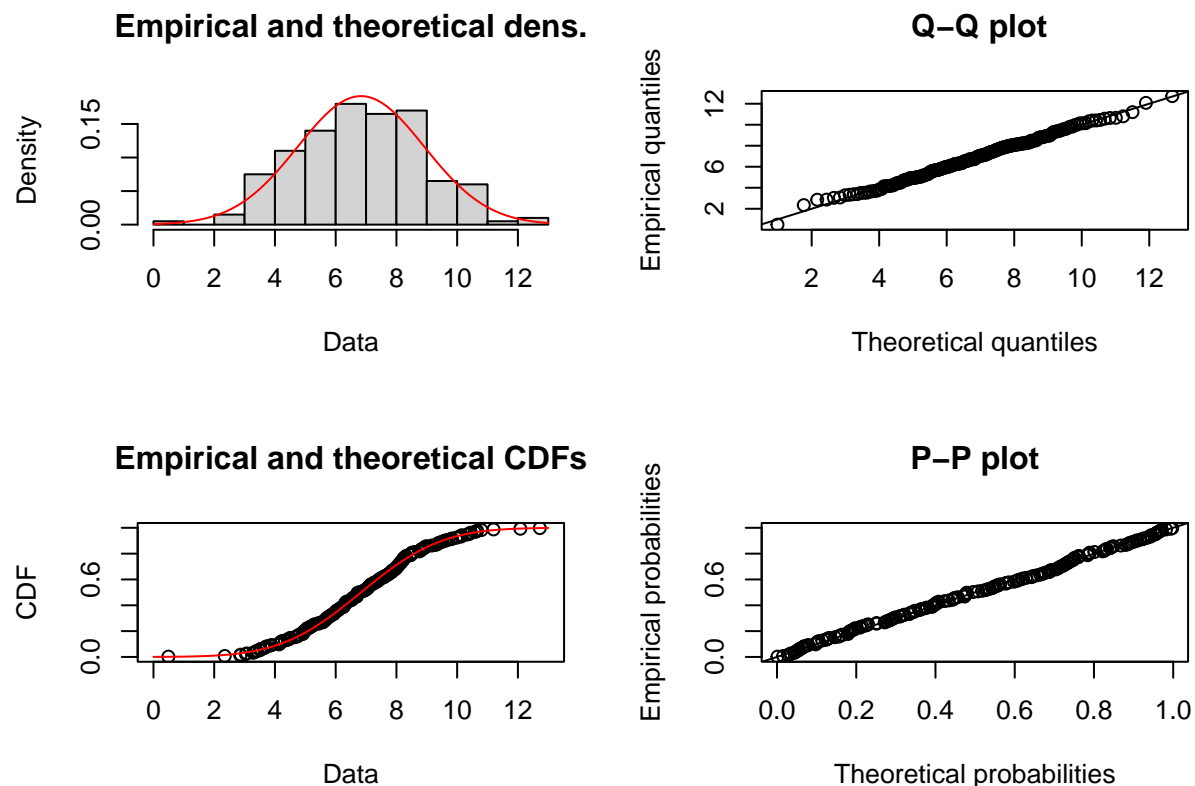 Empirical and theoretical dens.
Density
0.00
0.15
0 2 4 6 8 10 12
Data
Q−Q plot
Empirical quantiles
2
6
12
2 4 6 8 10 12
Theoretical quantiles
Empirical and theoretical CDFs
CDF
0.0
0.6
0 2 4 6 8 10 12
Data
P−P plot
Empirical probabilities
0.0
0.6
0.0 0.2 0.4 0.6 0.8 1.0
Theoretical probabilities